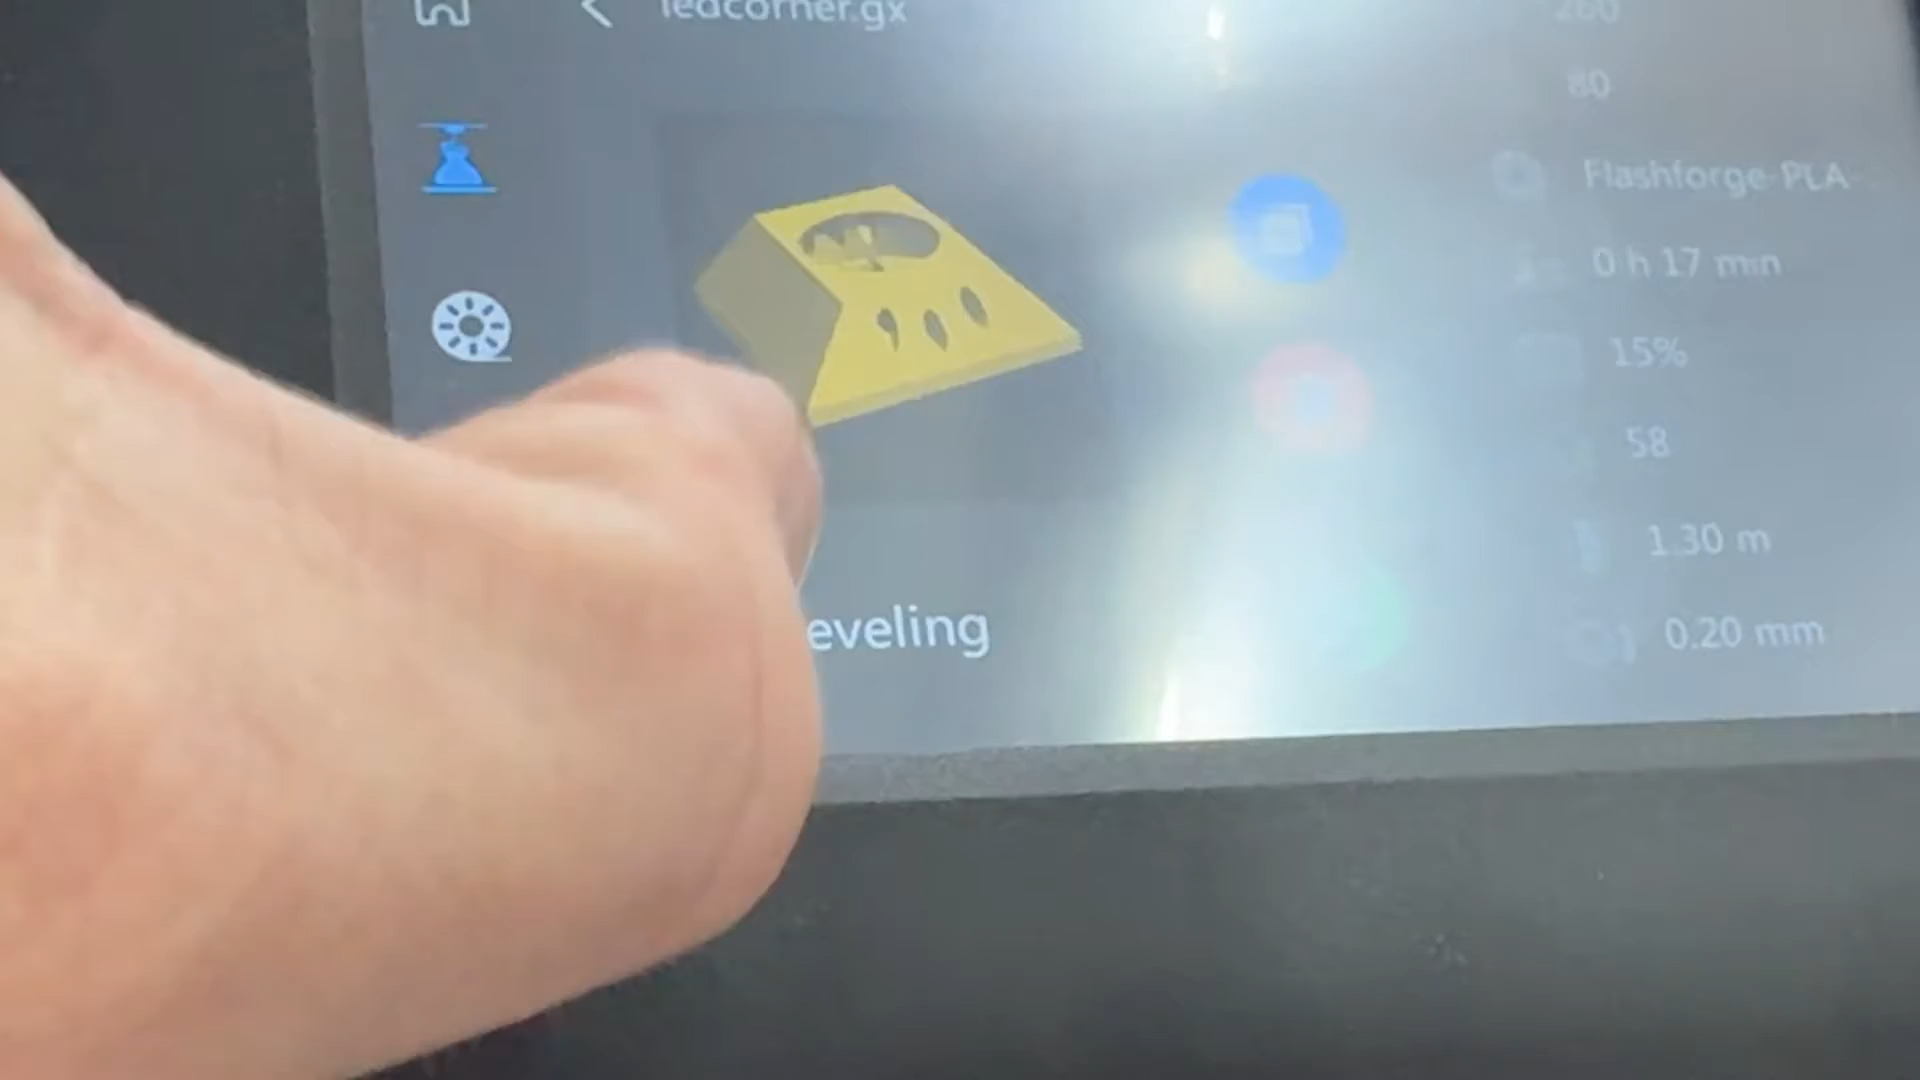 ledcorner.gx
80
Flashforge-PLA-
0 h 17 min
15%
58
1.30 m
eveling
0.20 mm